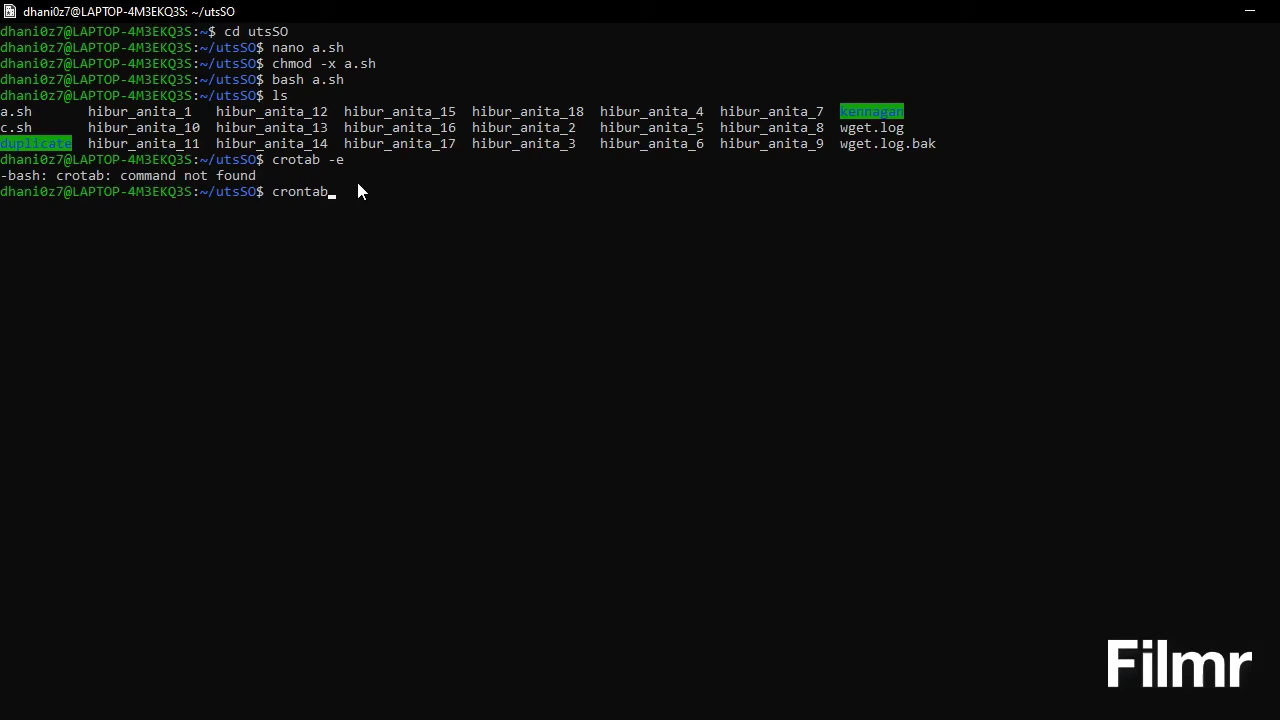 dhani0z7@LAPTOP-4M3EKQ3S: ~/utsSO
dhani0z7@LAPTOP-4M3EKQ3S:~$ cd utsSO
dhani0z7@LAPTOP-4M3EKQ3S:~/utsSO$ nano a.sh
dhani0z7@LAPTOP-4M3EKQ3S:~/utsSO$ chmod -x a.sh
dhani0z7@LAPTOP-4M3EKQ3S:~/utsSO$ bash a.sh
dhani0z7@LAPTOP-4M3EKQ3S:~/utsSO$ ls
a.sh hibur_anita_1 hibur_anita_12 hibur_anita_15 hibur_anita_18 hibur_anita_4 hibur_anita_7 kennagan
c.sh hibur_anita_10 hibur_anita_13 hibur_anita_16 hibur_anita_2 hibur_anita_5 hibur_anita_8 wget.log
duplicate hibur_anita_11 hibur_anita_14 hibur_anita_17 hibur_anita_3 hibur_anita_6 hibur_anita_9 wget.log.bak
dhani0z7@LAPTOP-4M3EKQ3S:~/utsSO$ crotab -e
-bash: crotab: command not found
dhani0z7@LAPTOP-4M3EKQ3S:~/utsSO$ crontab
Filmr